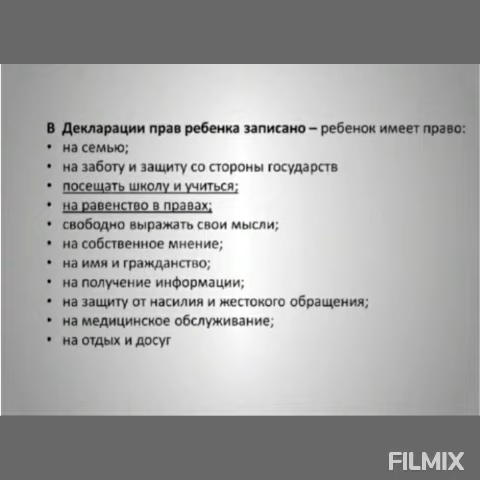 В Декларации прав ребенка записано – ребенок имеет право:
• на семью;
• на заботу и защиту со стороны государств
• посещать школу и учиться;
• на равенство в правах;
• свободно выражать свои мысли;
• на собственное мнение;
• на имя и гражданство;
• на получение информации;
• на защиту от насилия и жестокого обращения;
• на медицинское обслуживание;
• на отдых и досуг
FILMIX